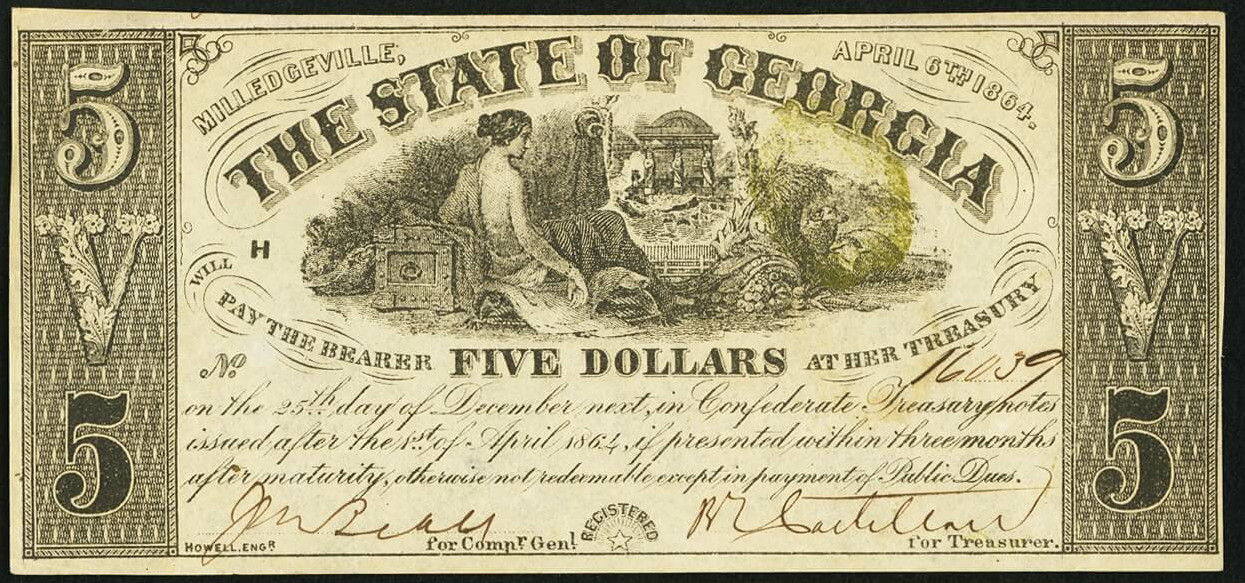 MILLEDGEVILLE,
APRIL 6TH 1864.
THE STATE OF GEORGIA
5
5
V
V
5
5
H
WILL
PAY THE BEARER FIVE DOLLARS AT HER TREASURY
No 16039
on the 25th day of December next, in Confederate Treasury notes
issued after the 1st of April 1864, if presented within three months
after maturity, otherwise not redeemable except in payment of Public Dues.
REGISTERED
HOWELL. ENGR
for Compr Genl
for Treasurer.